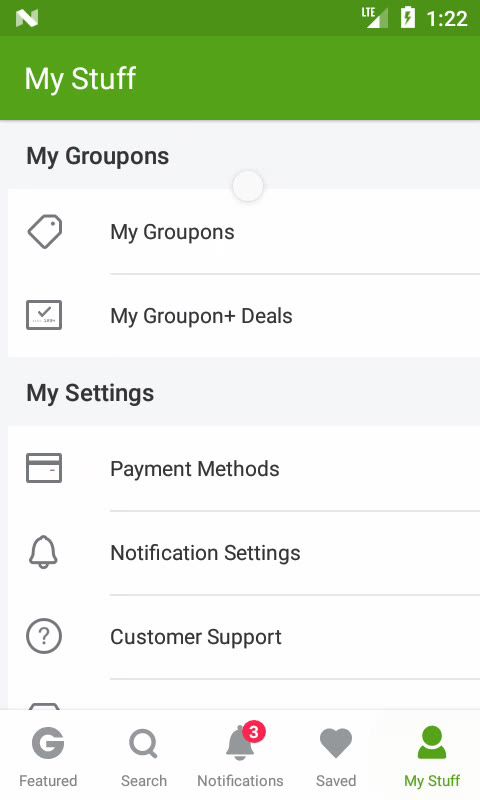 LTE 1:22
My Stuff
My Groupons
My Groupons
My Groupon+ Deals
My Settings
Payment Methods
Notification Settings
? Customer Support
3
G
Featured Search Notifications Saved My Stuff